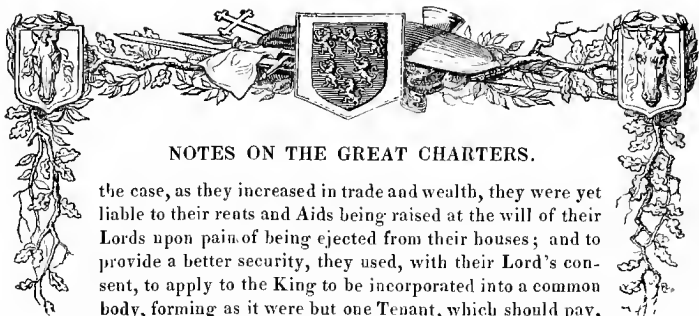 NOTES ON THE GREAT CHARTERS.
the case, as they increased in trade and wealth, they were yet
liable to their rents and Aids being raised at the will of their
Lords upon pain of being ejected from their houses; and to
provide a better security, they used, with their Lord's con-
sent, to apply to the King to be incorporated into a common
body, forming as it were but one Tenant, which should pay,